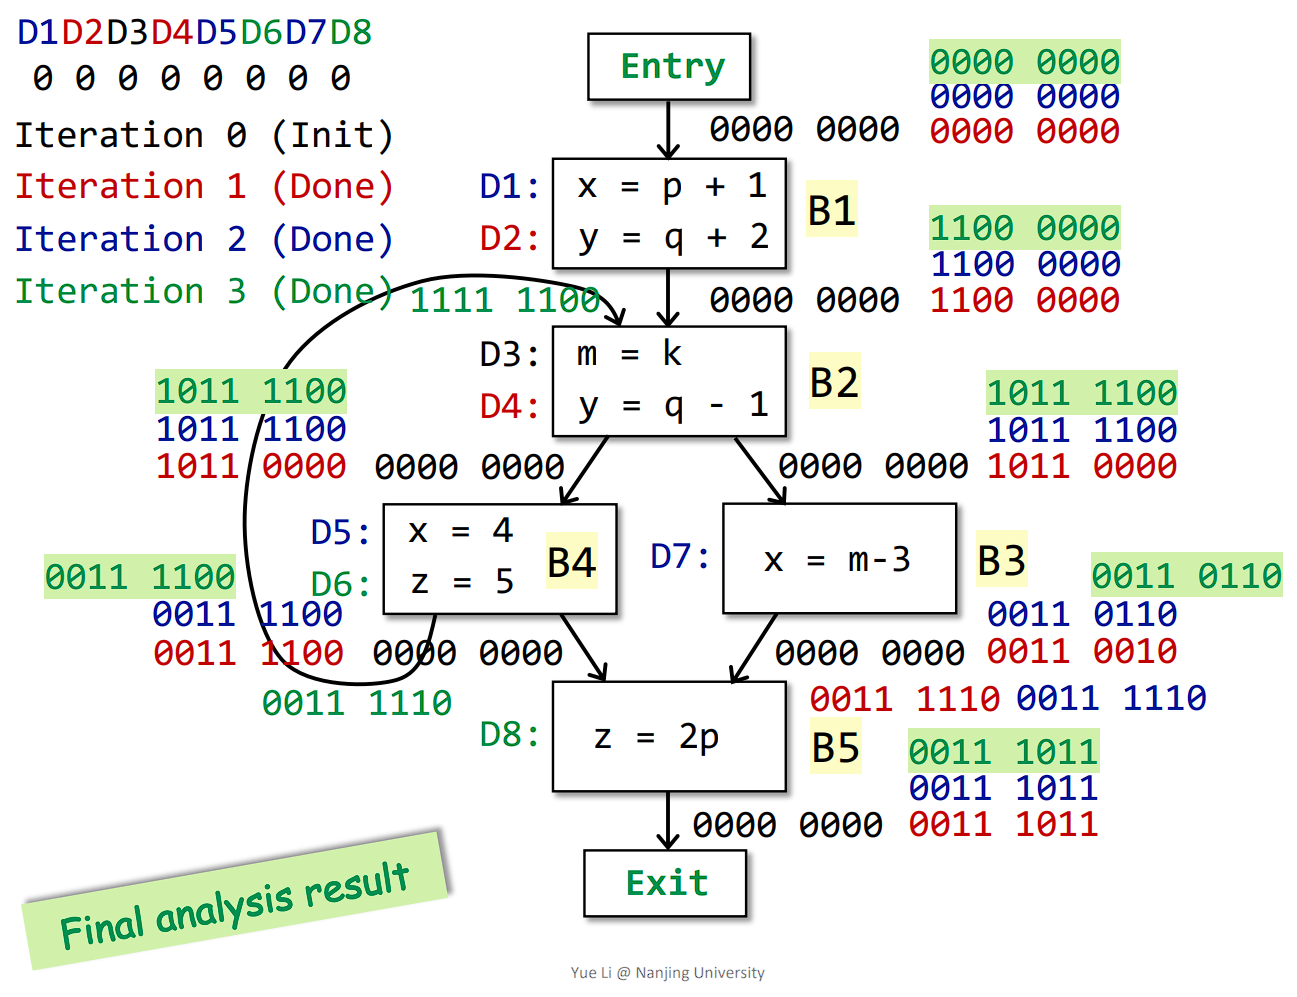 D1D2D3D4D5D6D7D8
0 0 0 0 0 0 0 0
Iteration 0 (Init)
Iteration 1 (Done)
Iteration 2 (Done)
Iteration 3 (Done)
Entry
0000 0000
0000 0000
0000 0000
0000 0000
D1: x = p + 1
D2: y = q + 2
B1
1100 0000
1100 0000
0000 0000 1100 0000
1111 1100
D3: m = k
D4: y = q - 1
B2
1011 1100
1011 1100
1011 0000 0000 0000
1011 1100
1011 1100
0000 0000 1011 0000
D5: x = 4
D6: z = 5
B4
D7: x = m-3
B3
0011 1100
0011 1100
0011 1100 0000 0000
0011 0110
0011 0110
0000 0000 0011 0010
0011 1110
0011 1110 0011 1110
D8: z = 2p
B5
0011 1011
0011 1011
0000 0000 0011 1011
Exit
Final analysis result
Yue Li @ Nanjing University